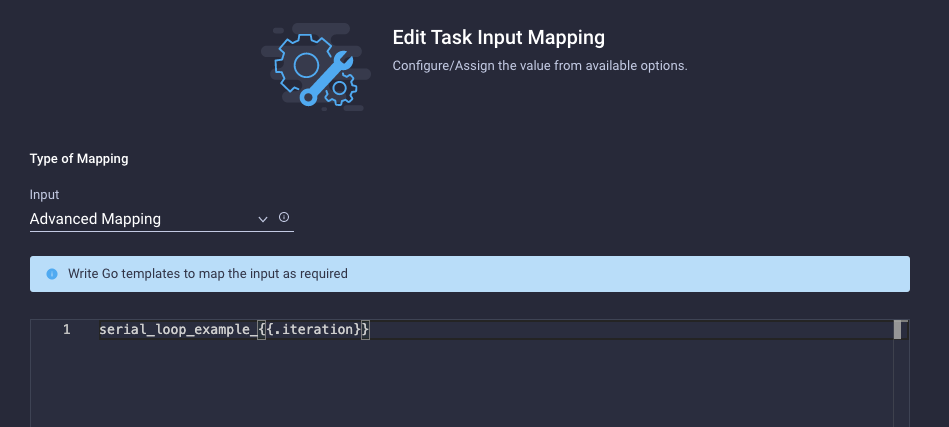 Edit Task Input Mapping
Configure/Assign the value from available options.
Type of Mapping
Input
Advanced Mapping
Write Go templates to map the input as required
1 serial_loop_example_{{.iteration}}